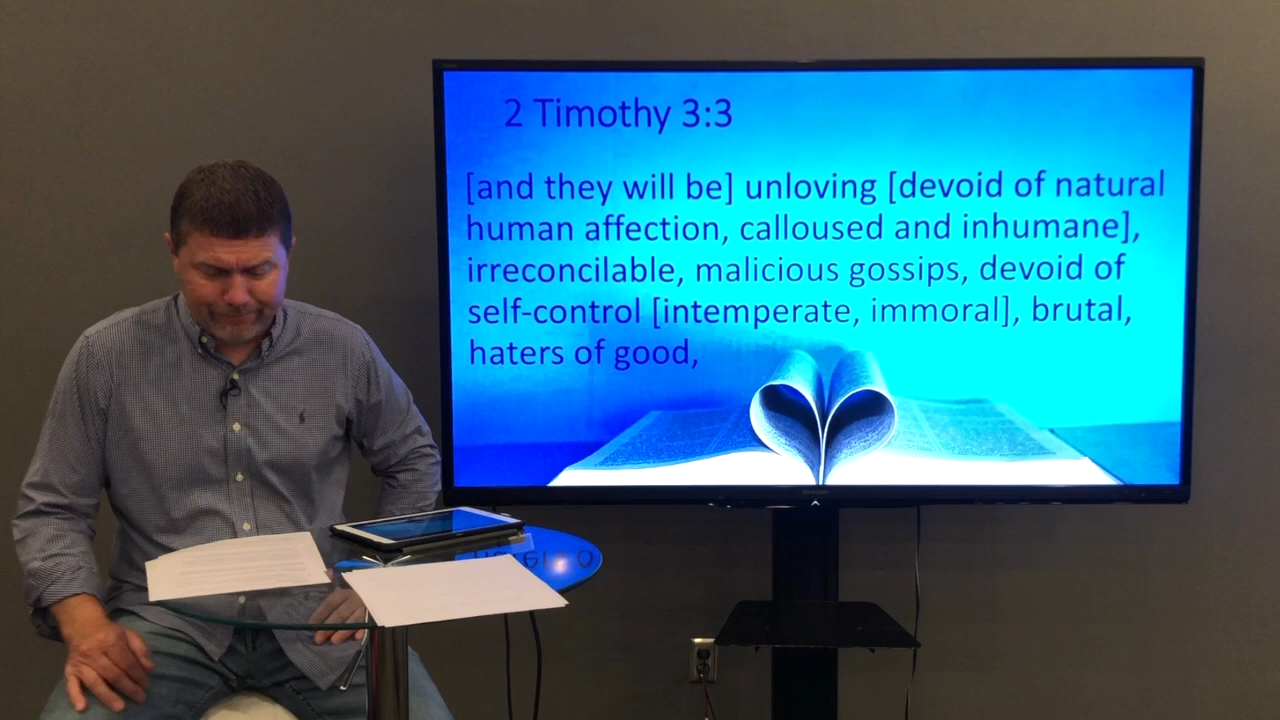 2 Timothy 3:3
[and they will be] unloving [devoid of natural
human affection, calloused and inhumane],
irreconcilable, malicious gossips, devoid of
self-control [intemperate, immoral], brutal,
haters of good,